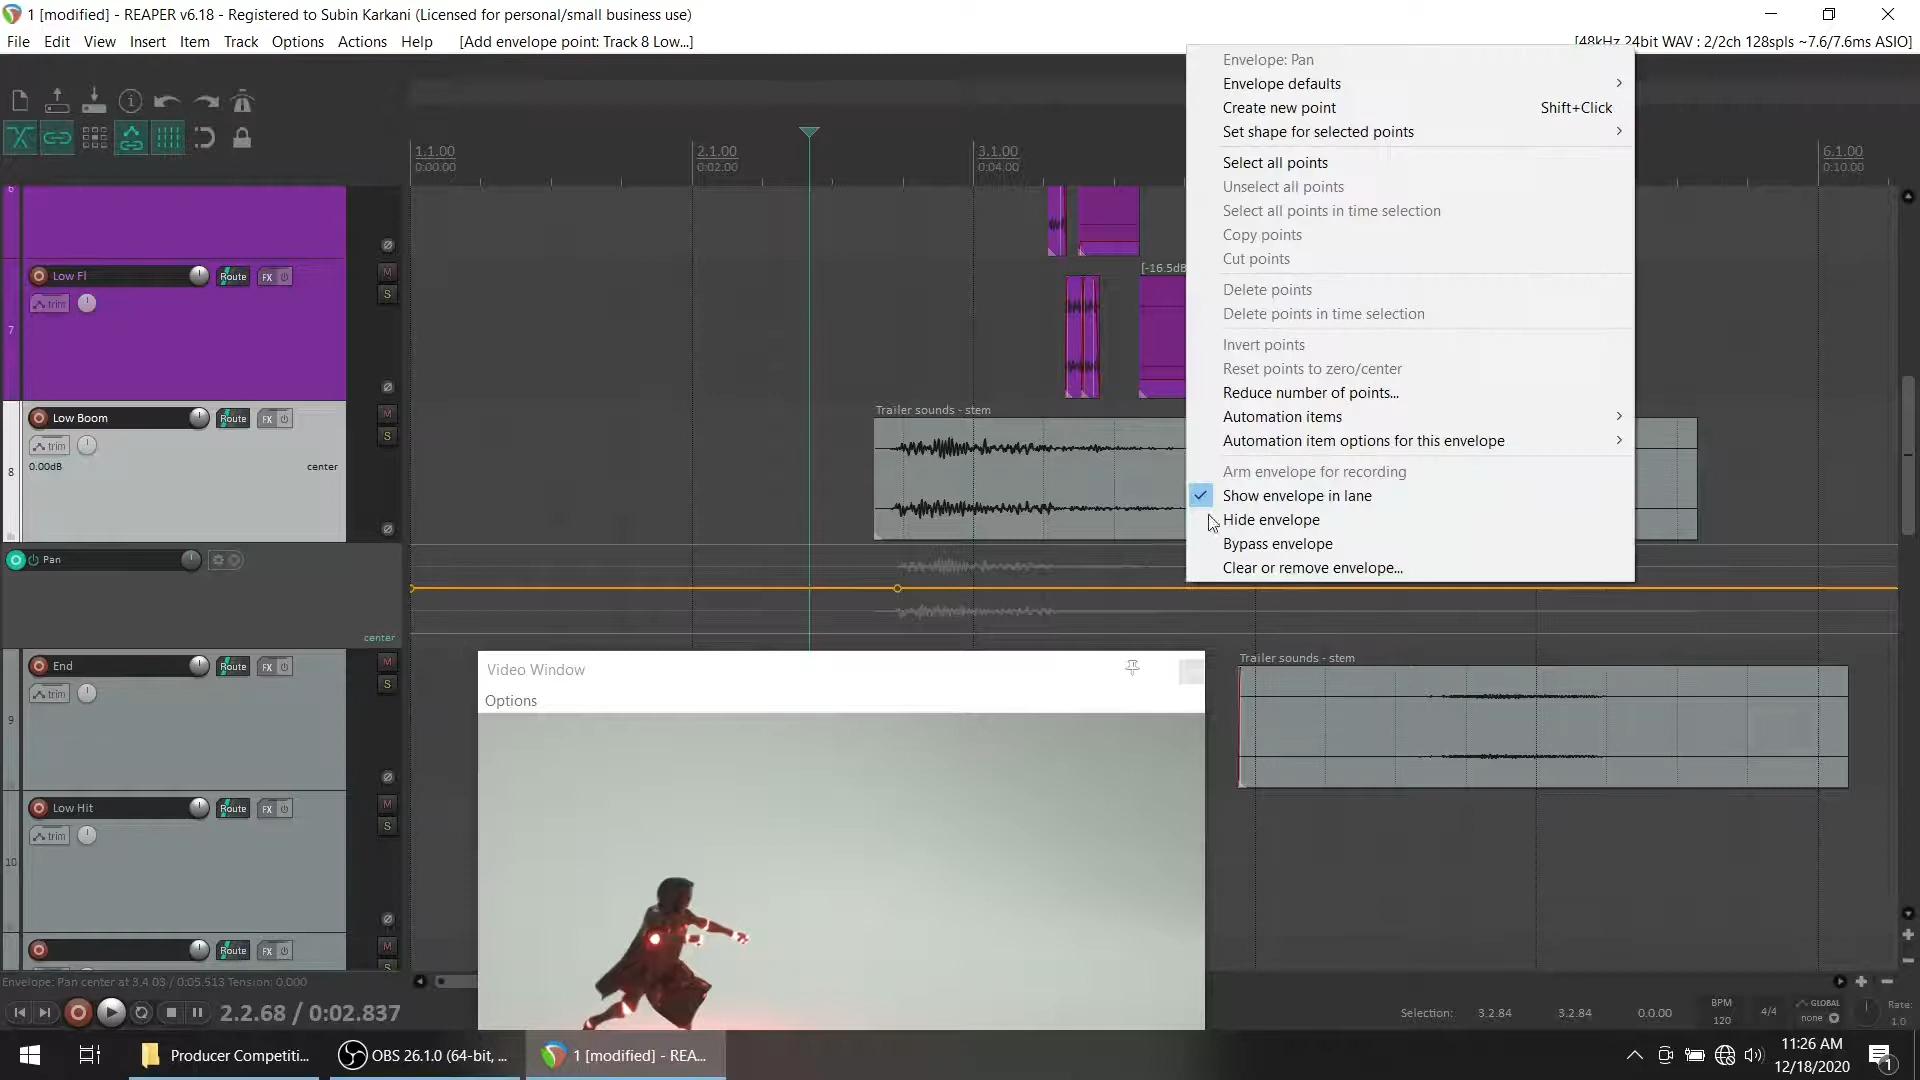 1 [modified] - REAPER v6.18 - Registered to Subin Karkani (Licensed for personal/small business use)
File Edit View Insert Item Track Options Actions Help [Add envelope point: Track 8 Low...]
[48kHz 24bit WAV : 2/2ch 128spls ~7.6/7.6ms ASIO]
Envelope: Pan
Envelope defaults
Create new point Shift+Click
Set shape for selected points
Select all points
Unselect all points
Select all points in time selection
Copy points
Cut points
Delete points
Delete points in time selection
Invert points
Reset points to zero/center
Reduce number of points...
Automation items
Automation item options for this envelope
Arm envelope for recording
Show envelope in lane
Hide envelope
Bypass envelope
Clear or remove envelope...
1.1.00 2.1.00 3.1.00 6.1.00
0:00.00 0:02.00 0:04.00 0:10.00
6
Low Fl Route FX M
S
trim
7
[-16.5dB
Low Boom Route FX M
S
trim
0.00dB center
8
Trailer sounds - stem
Pan
center
End Route FX M
S
trim
9
Trailer sounds - stem
Low Hit Route FX M
S
trim
10
Route FX M
S
Video Window
Options
Envelope: Pan center at 3.4.03 / 0:05.513 Tension: 0.000
2.2.68 / 0:02.837
Selection: 3.2.84 3.2.84 0.0.00
BPM
120
4/4
GLOBAL
none
Rate:
1.0
Producer Competiti...
OBS 26.1.0 (64-bit, ...
1 [modified] - REA...
11:26 AM
12/18/2020
1